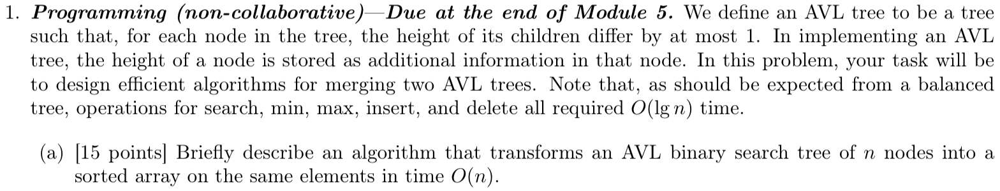 1. Programming (non-collaborative)—Due at the end of Module 5. We define an AVL tree to be a tree
such that, for each node in the tree, the height of its children differ by at most 1. In implementing an AVL
tree, the height of a node is stored as additional information in that node. In this problem, your task will be
to design efficient algorithms for merging two AVL trees. Note that, as should be expected from a balanced
tree, operations for search, min, max, insert, and delete all required O(lg n) time.
(a) [15 points] Briefly describe an algorithm that transforms an AVL binary search tree of n nodes into a
sorted array on the same elements in time O(n).